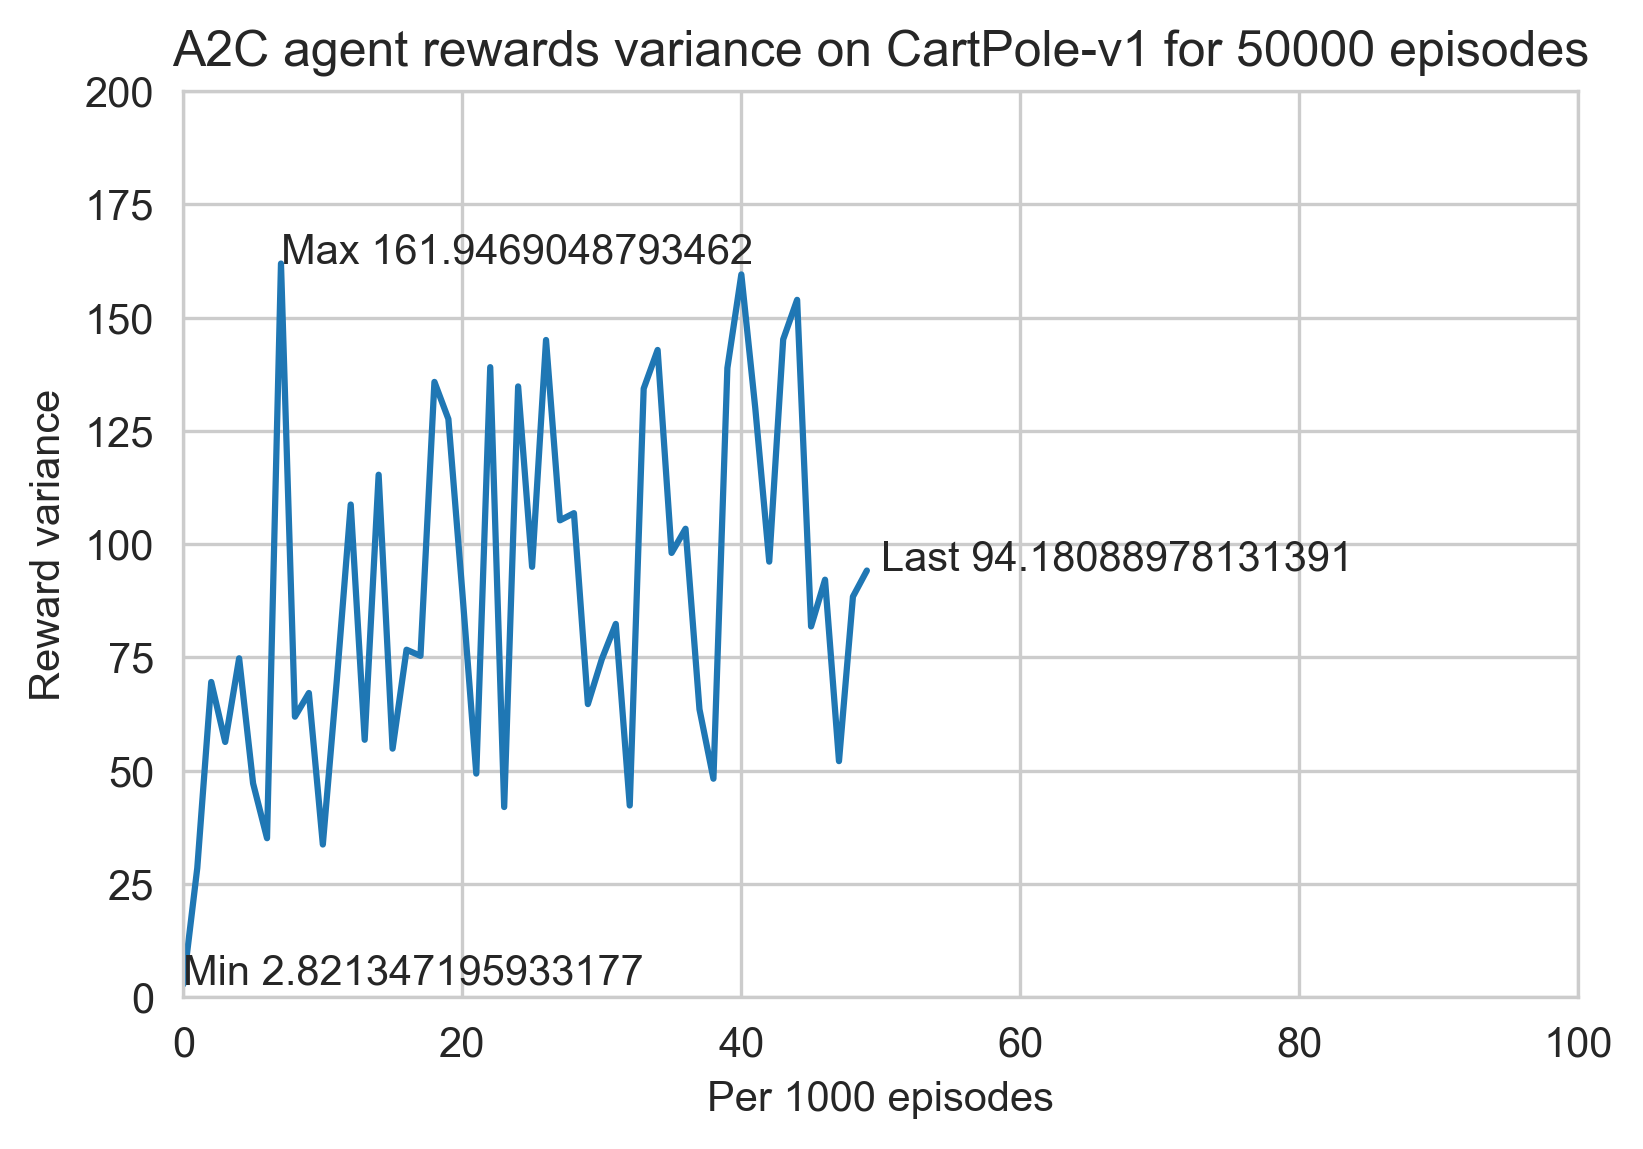 A2C agent rewards variance on CartPole-v1 for 50000 episodes
200
175
150
125
100
75
50
25
0
Reward variance
Max 161.9469048793462
Last 94.18088978131391
Min 2.821347195933177
0 20 40 60 80 100
Per 1000 episodes